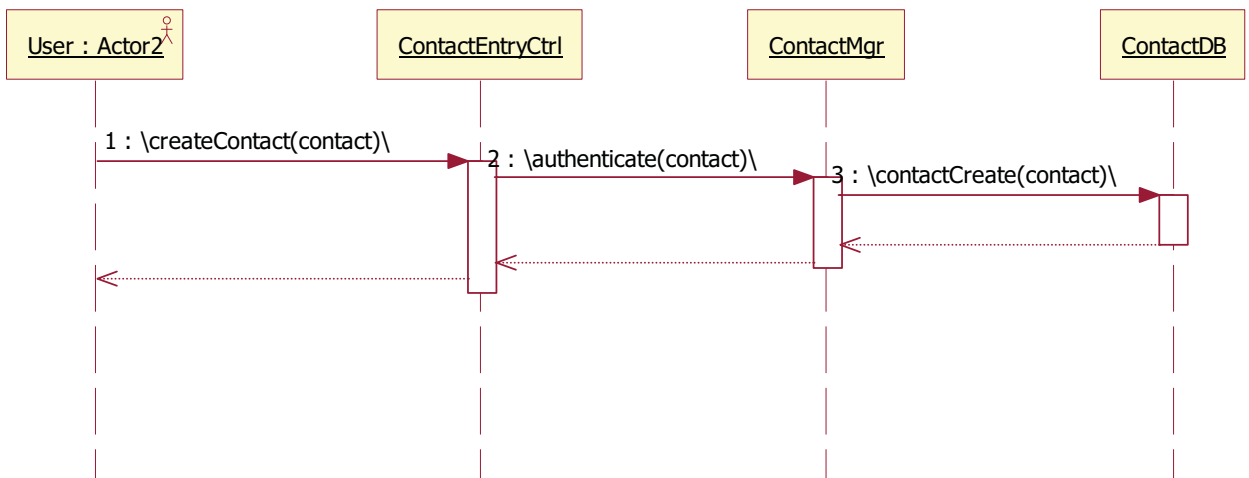 User : Actor2
ContactEntryCtrl
ContactMgr
ContactDB
1 : \createContact(contact)\
2 : \authenticate(contact)\
3 : \contactCreate(contact)\